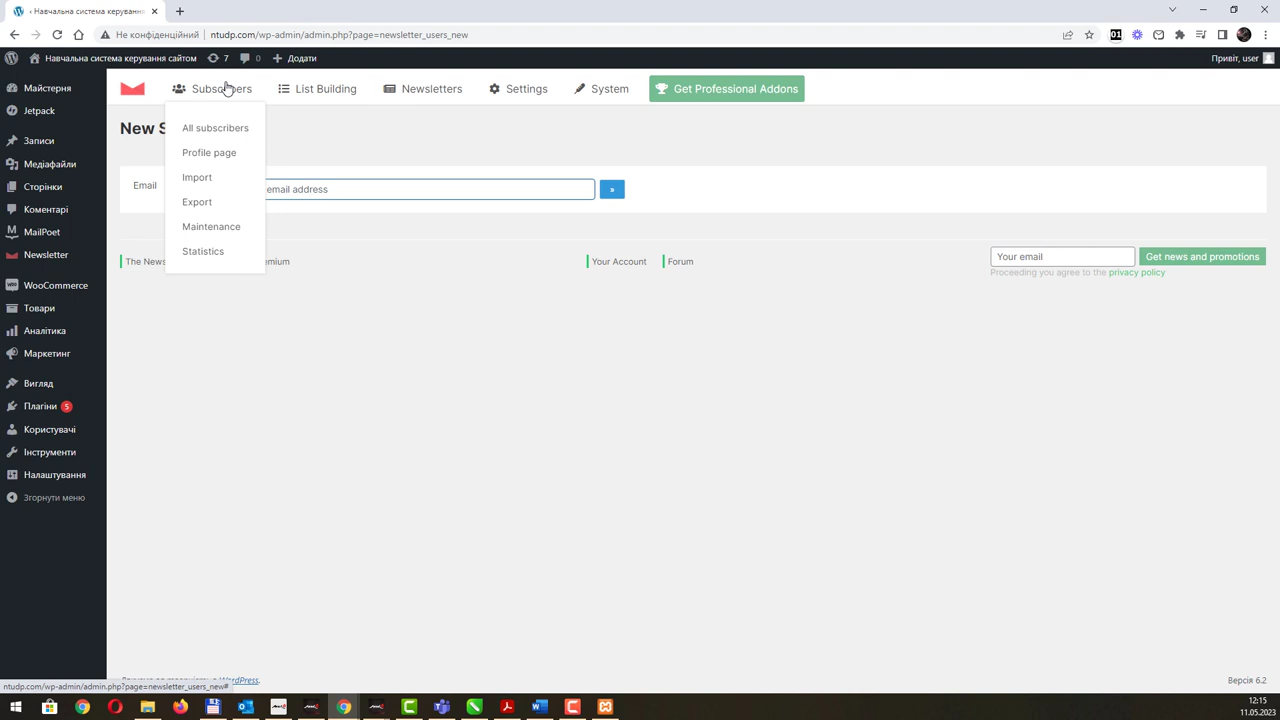 ‹ Навчальна система керування
Не конфіденційний
ntudp.com/wp-admin/admin.php?page=newsletter_users_new
01
Навчальна система керування сайтом
7
0
Додати
Привіт, user
Майстерня
Jetpack
Записи
Медіафайли
Сторінки
Коментарі
MailPoet
Newsletter
WooCommerce
Товари
Аналітика
Маркетинг
Вигляд
Плагіни 5
Користувачі
Інструменти
Налаштування
Згорнути меню
Subscribers
List Building
Newsletters
Settings
System
Get Professional Addons
All subscribers
Profile page
Import
Export
Maintenance
Statistics
New S
Email
email address
»
The News
emium
Your Account
Forum
Your email
Get news and promotions
Proceeding you agree to the privacy policy
WordPress.
Версія 6.2
ntudp.com/wp-admin/admin.php?page=newsletter_users_new#
12:15
11.05.2023